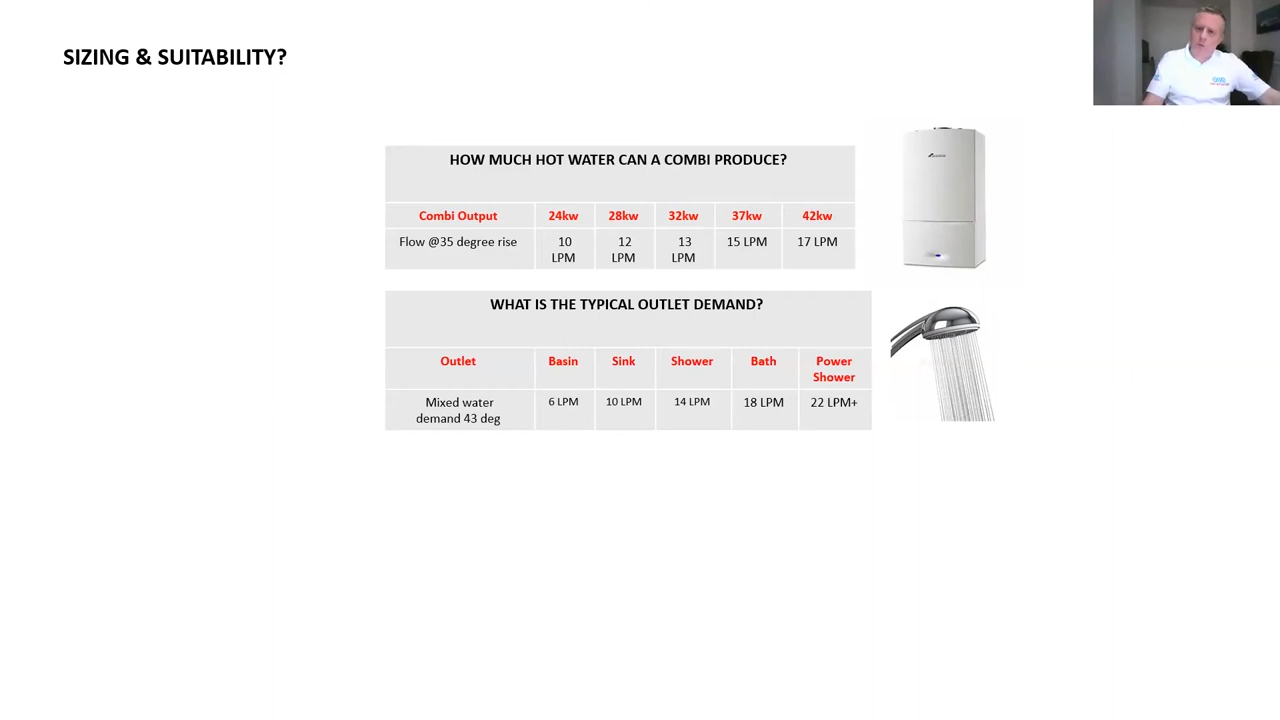 SIZING & SUITABILITY?
HOW MUCH HOT WATER CAN A COMBI PRODUCE?
Combi Output 24kw 28kw 32kw 37kw 42kw
Flow @35 degree rise 10 LPM 12 LPM 13 LPM 15 LPM 17 LPM
WHAT IS THE TYPICAL OUTLET DEMAND?
Outlet Basin Sink Shower Bath Power Shower
Mixed water demand 43 deg 6 LPM 10 LPM 14 LPM 18 LPM 22 LPM+